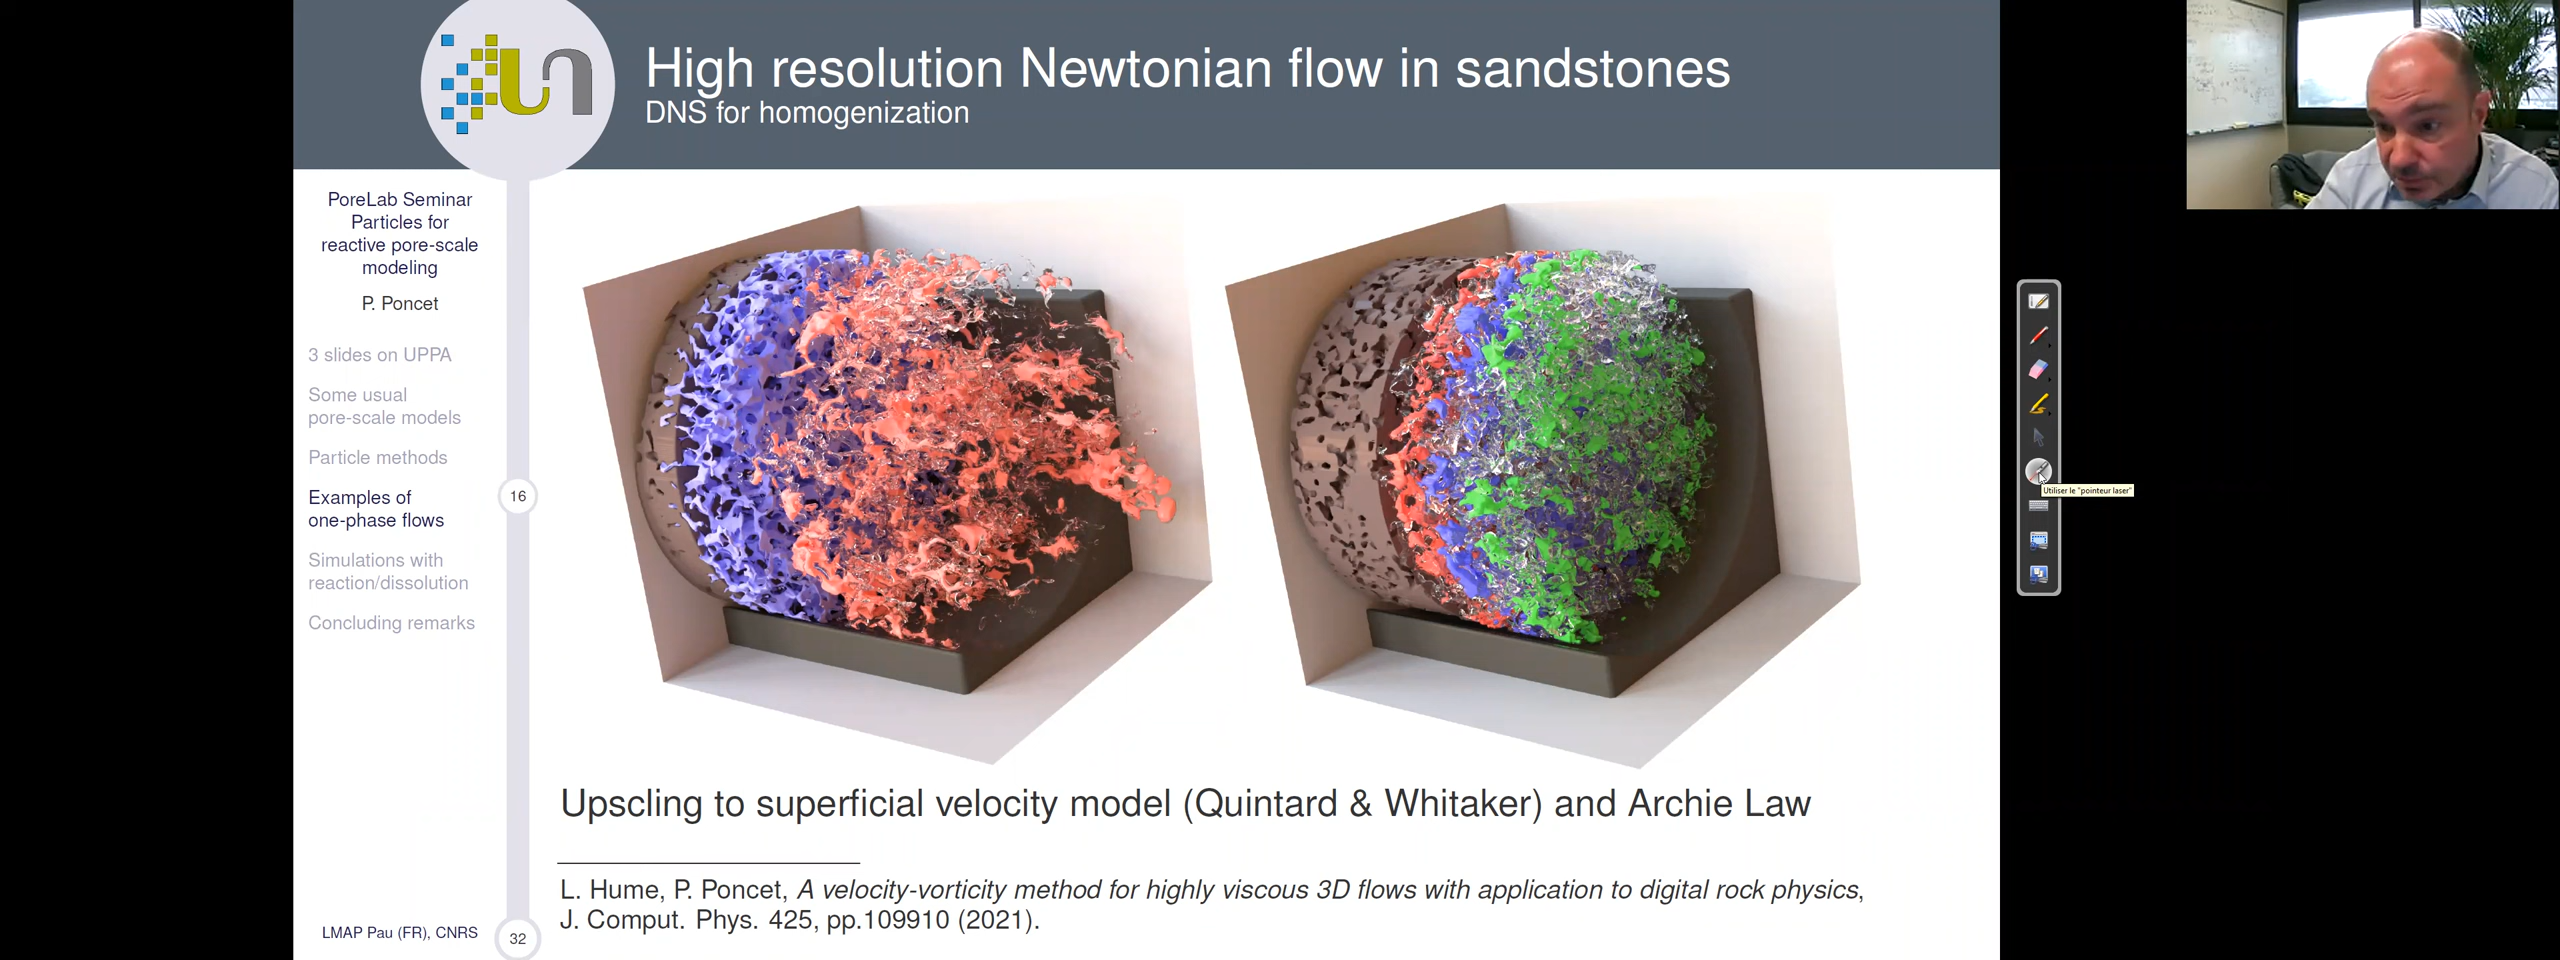 High resolution Newtonian flow in sandstones
DNS for homogenization
PoreLab Seminar
Particles for
reactive pore-scale
modeling
P. Poncet
3 slides on UPPA
Some usual
pore-scale models
Particle methods
Examples of
one-phase flows
16
Simulations with
reaction/dissolution
Concluding remarks
Utiliser le "pointeur laser"
Upscling to superficial velocity model (Quintard & Whitaker) and Archie Law
L. Hume, P. Poncet, A velocity-vorticity method for highly viscous 3D flows with application to digital rock physics,
J. Comput. Phys. 425, pp.109910 (2021).
LMAP Pau (FR), CNRS
32